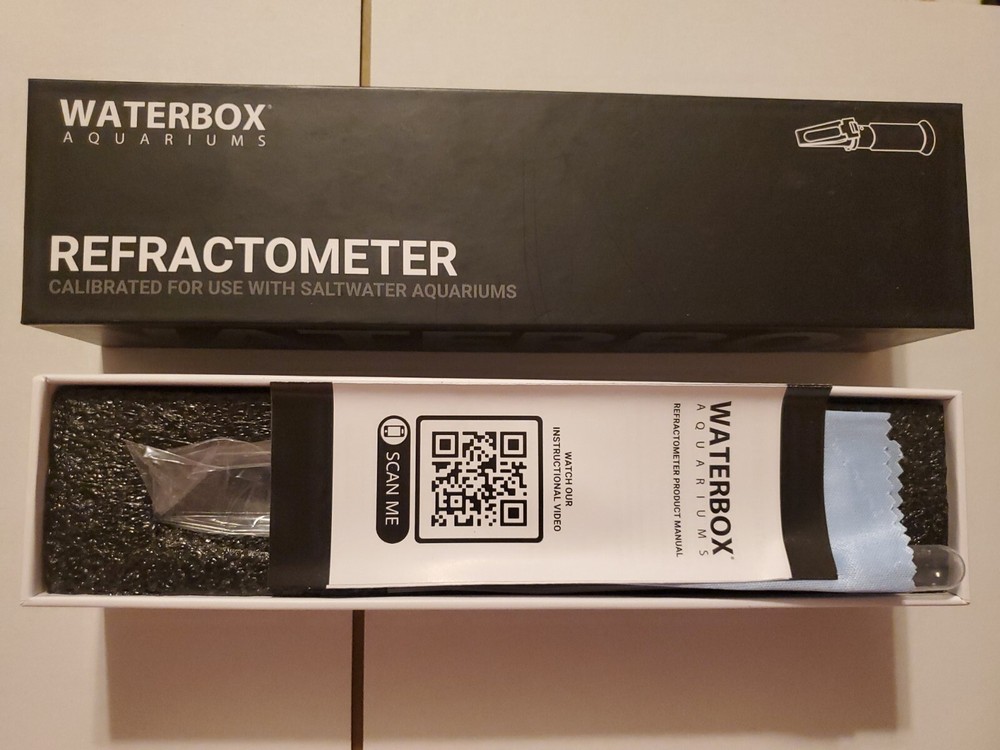 WATERBOX®
AQUARIUMS
REFRACTOMETER
CALIBRATED FOR USE WITH SALTWATER AQUARIUMS
WATERBOX®
AQUARIUMS
REFRACTOMETER PRODUCT MANUAL
WATCH OUR
INSTRUCTIONAL VIDEO
SCAN ME